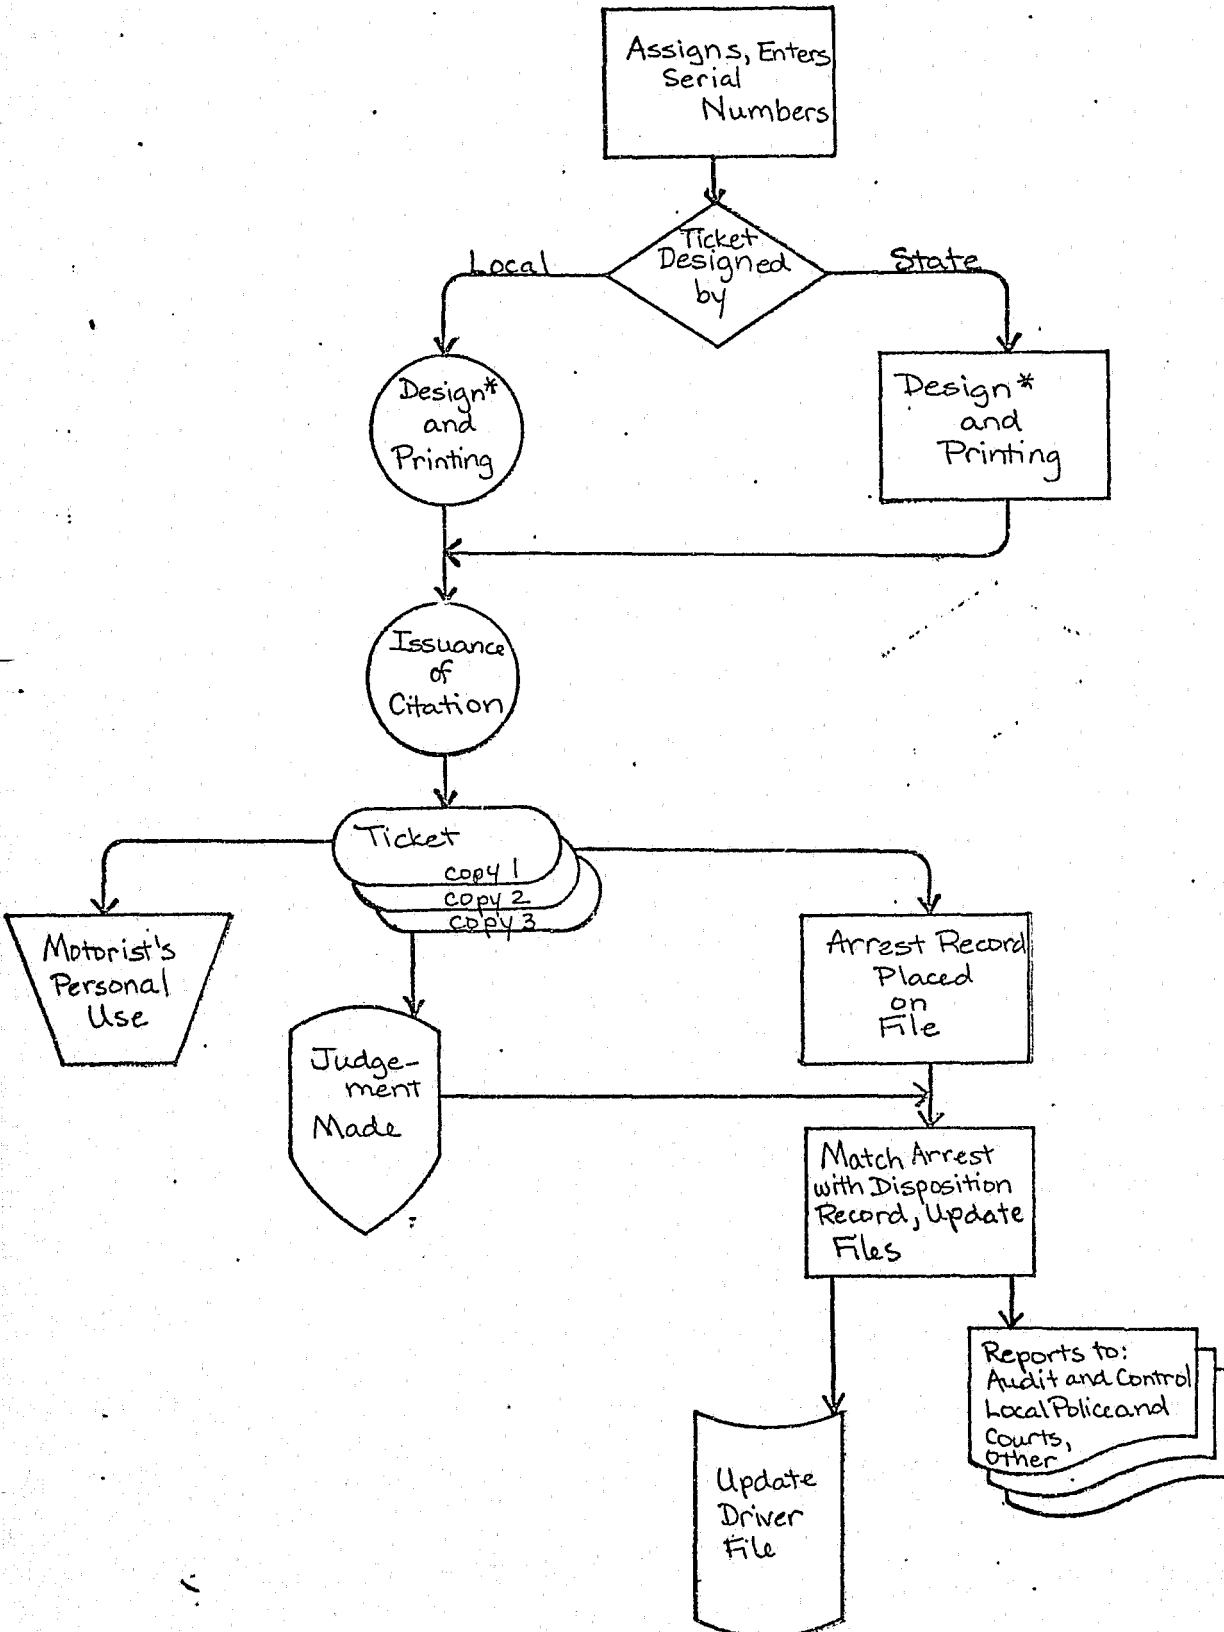 Assigns, Enters
Serial
Numbers
Ticket
Designed
by
Local
State
Design*
and
Printing
Design*
and
Printing
Issuance
of
Citation
Ticket
copy 1
copy 2
copy 3
Motorist's
Personal
Use
Arrest Record
Placed
on
File
Judge-
ment
Made
Match Arrest
with Disposition
Record, Update
Files
Reports to:
Audit and Control
Local Police and
Courts,
Other
Update
Driver
File